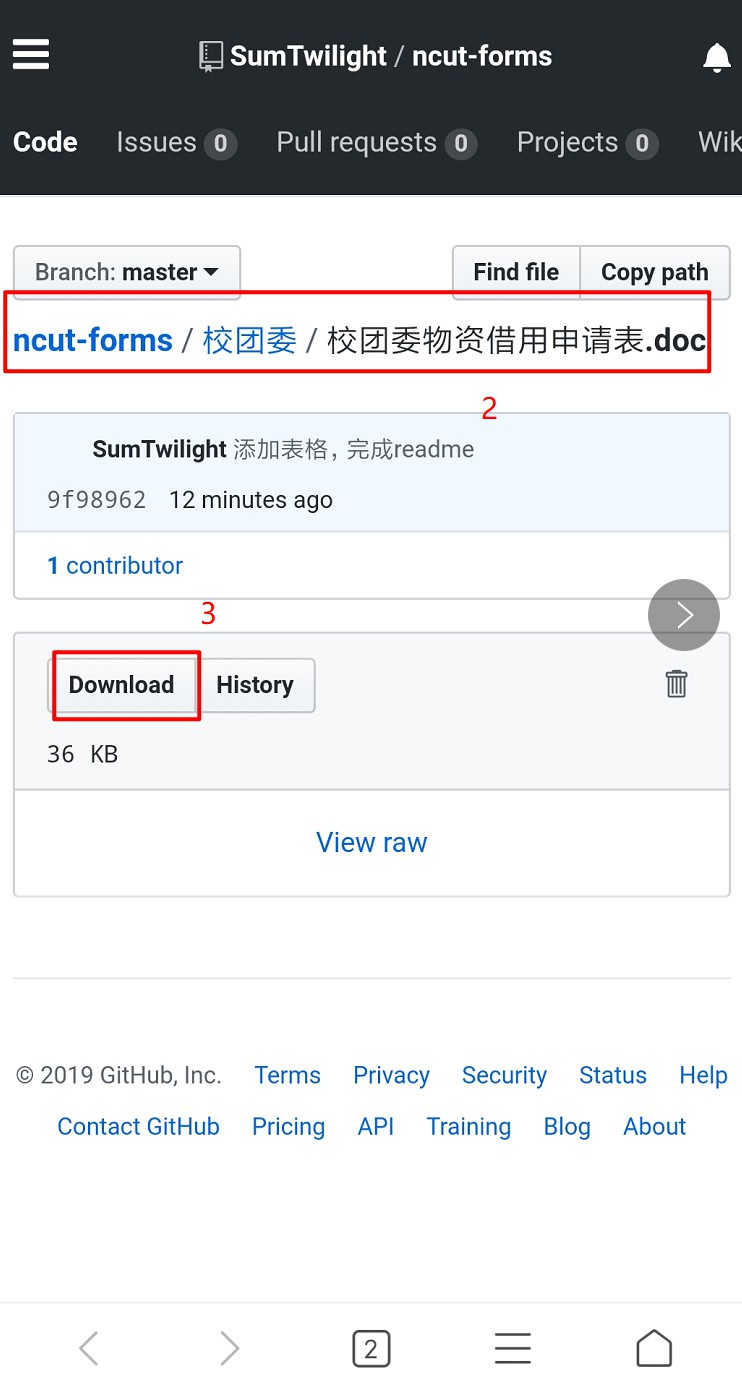 SumTwilight / ncut-forms
Code Issues 0 Pull requests 0 Projects 0 Wik
Branch: master Find file Copy path
ncut-forms / 校团委 / 校团委物资借用申请表.doc
2
SumTwilight 添加表格，完成readme
9f98962 12 minutes ago
1 contributor
3
Download History
36 KB
View raw
© 2019 GitHub, Inc. Terms Privacy Security Status Help
Contact GitHub Pricing API Training Blog About
2